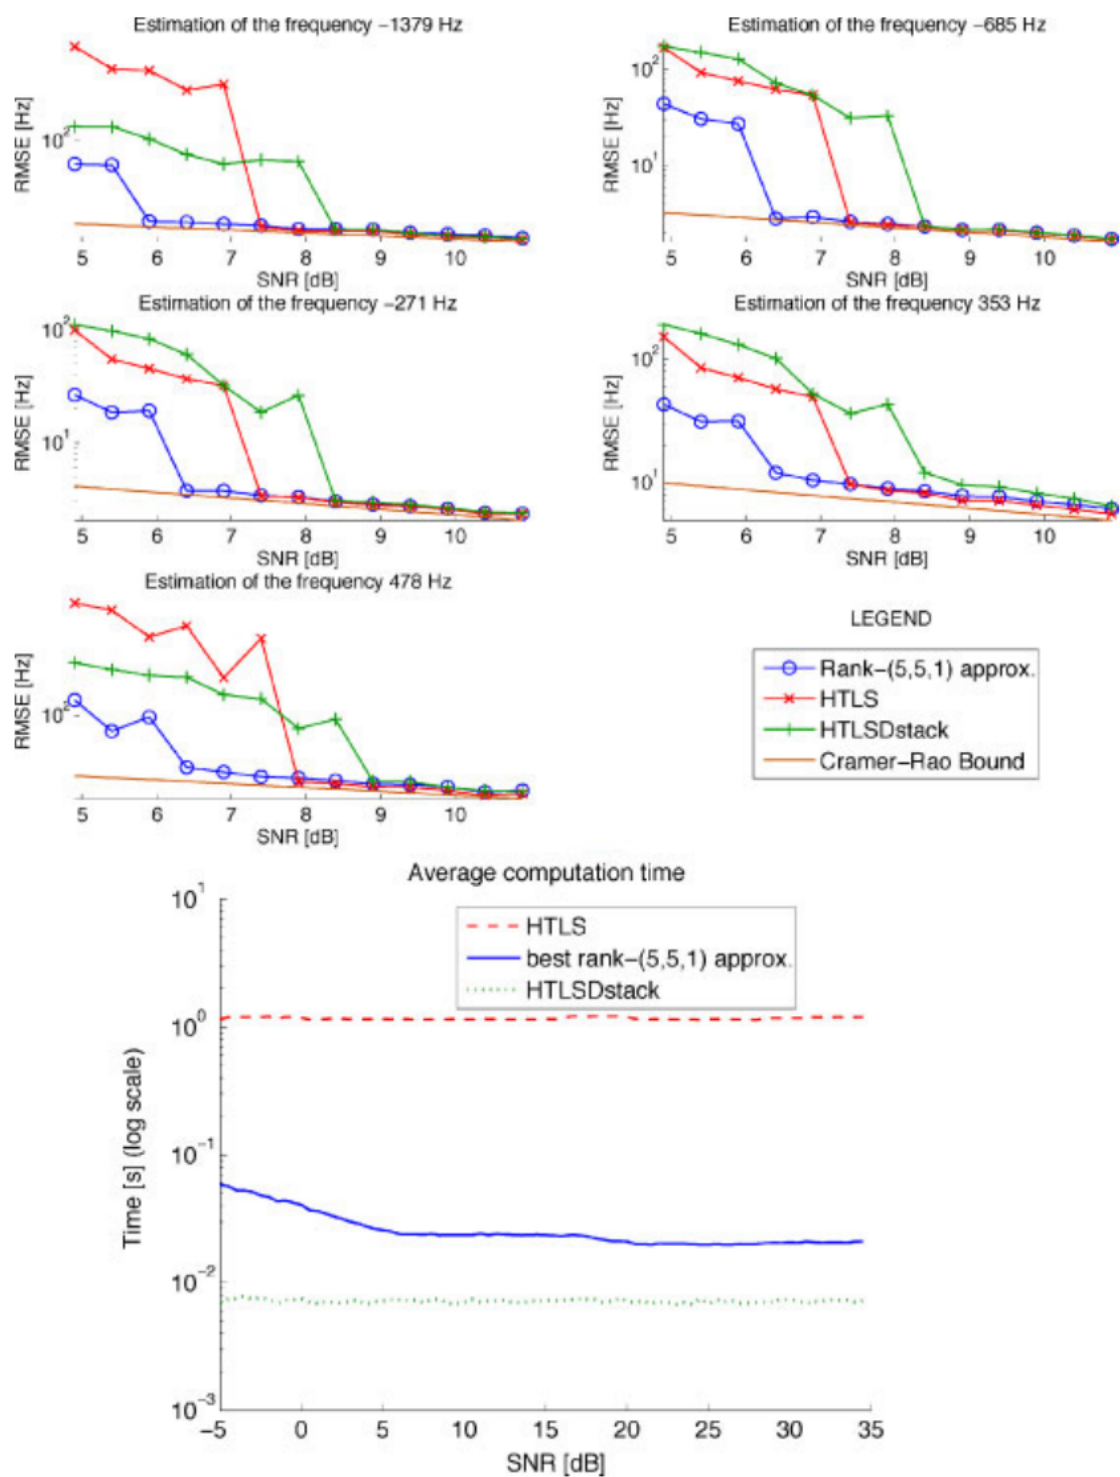 Estimation of the frequency −1379 Hz
RMSE [Hz]
10²
5 6 7 8 9 10
SNR [dB]
Estimation of the frequency −685 Hz
RMSE [Hz]
10²
10¹
5 6 7 8 9 10
SNR [dB]
Estimation of the frequency −271 Hz
RMSE [Hz]
10²
10¹
5 6 7 8 9 10
SNR [dB]
Estimation of the frequency 353 Hz
RMSE [Hz]
10²
10¹
5 6 7 8 9 10
SNR [dB]
Estimation of the frequency 478 Hz
RMSE [Hz]
10²
5 6 7 8 9 10
SNR [dB]
LEGEND
Rank−(5,5,1) approx.
HTLS
HTLSDstack
Cramer−Rao Bound
Average computation time
HTLS
best rank−(5,5,1) approx.
HTLSDstack
Time [s] (log scale)
10¹
10⁰
10⁻¹
10⁻²
10⁻³
−5 0 5 10 15 20 25 30 35
SNR [dB]